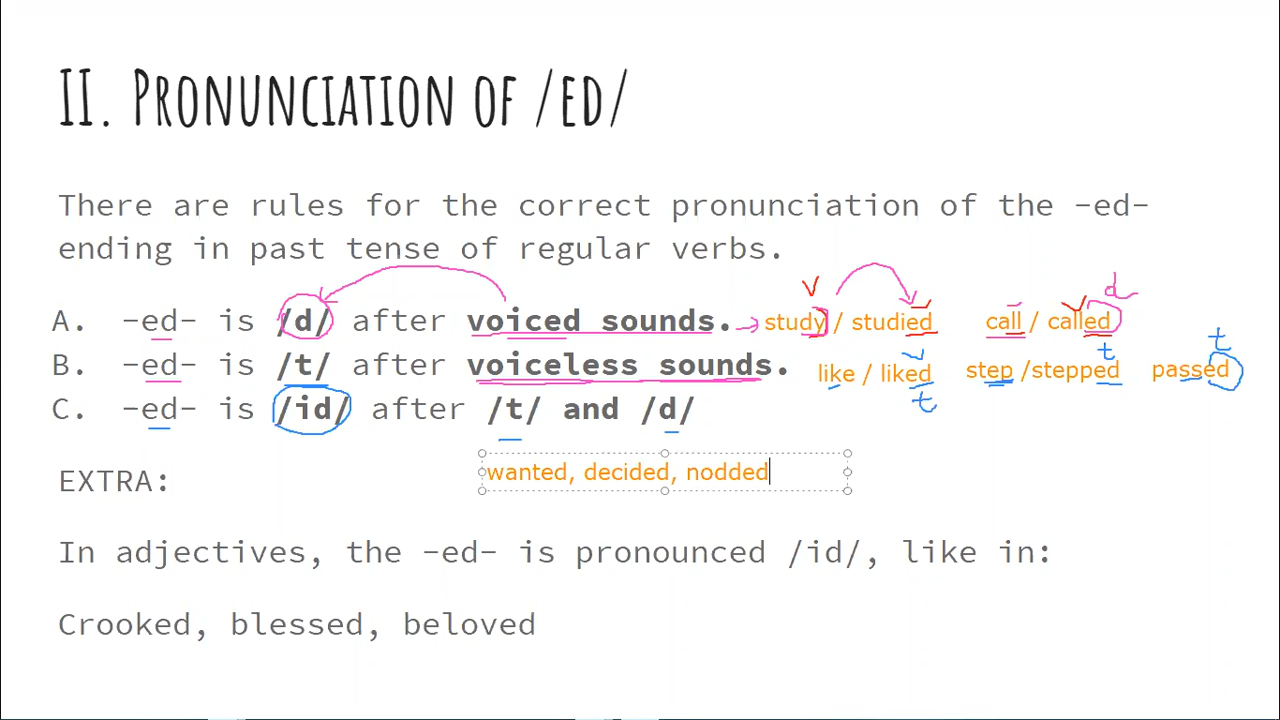 II. PRONUNCIATION OF /ED/
There are rules for the correct pronunciation of the -ed-
ending in past tense of regular verbs.
v d
A. -ed- is /d/ after voiced sounds. study / studied call / called
t
B. -ed- is /t/ after voiceless sounds. like / liked step /stepped passed
t
t
C. -ed- is /id/ after /t/ and /d/
EXTRA: wanted, decided, nodded
In adjectives, the -ed- is pronounced /id/, like in:
Crooked, blessed, beloved